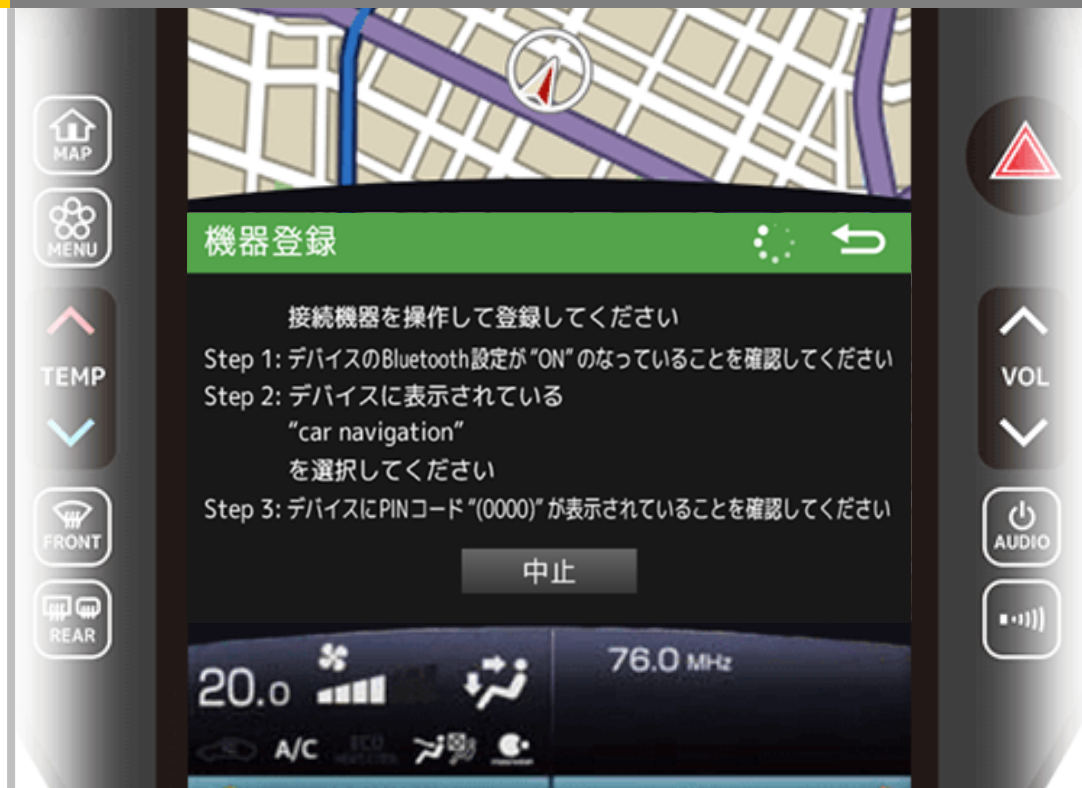 MAP
MENU
TEMP
FRONT
REAR
機器登録
接続機器を操作して登録してください
Step 1: デバイスのBluetooth設定が “ON” のなっていることを確認してください
Step 2: デバイスに表示されている
“car navigation”
を選択してください
Step 3: デバイスにPINコード “(0000)” が表示されていることを確認してください
中止
20.0
76.0 MHz
A/C
ECO
VOL
AUDIO